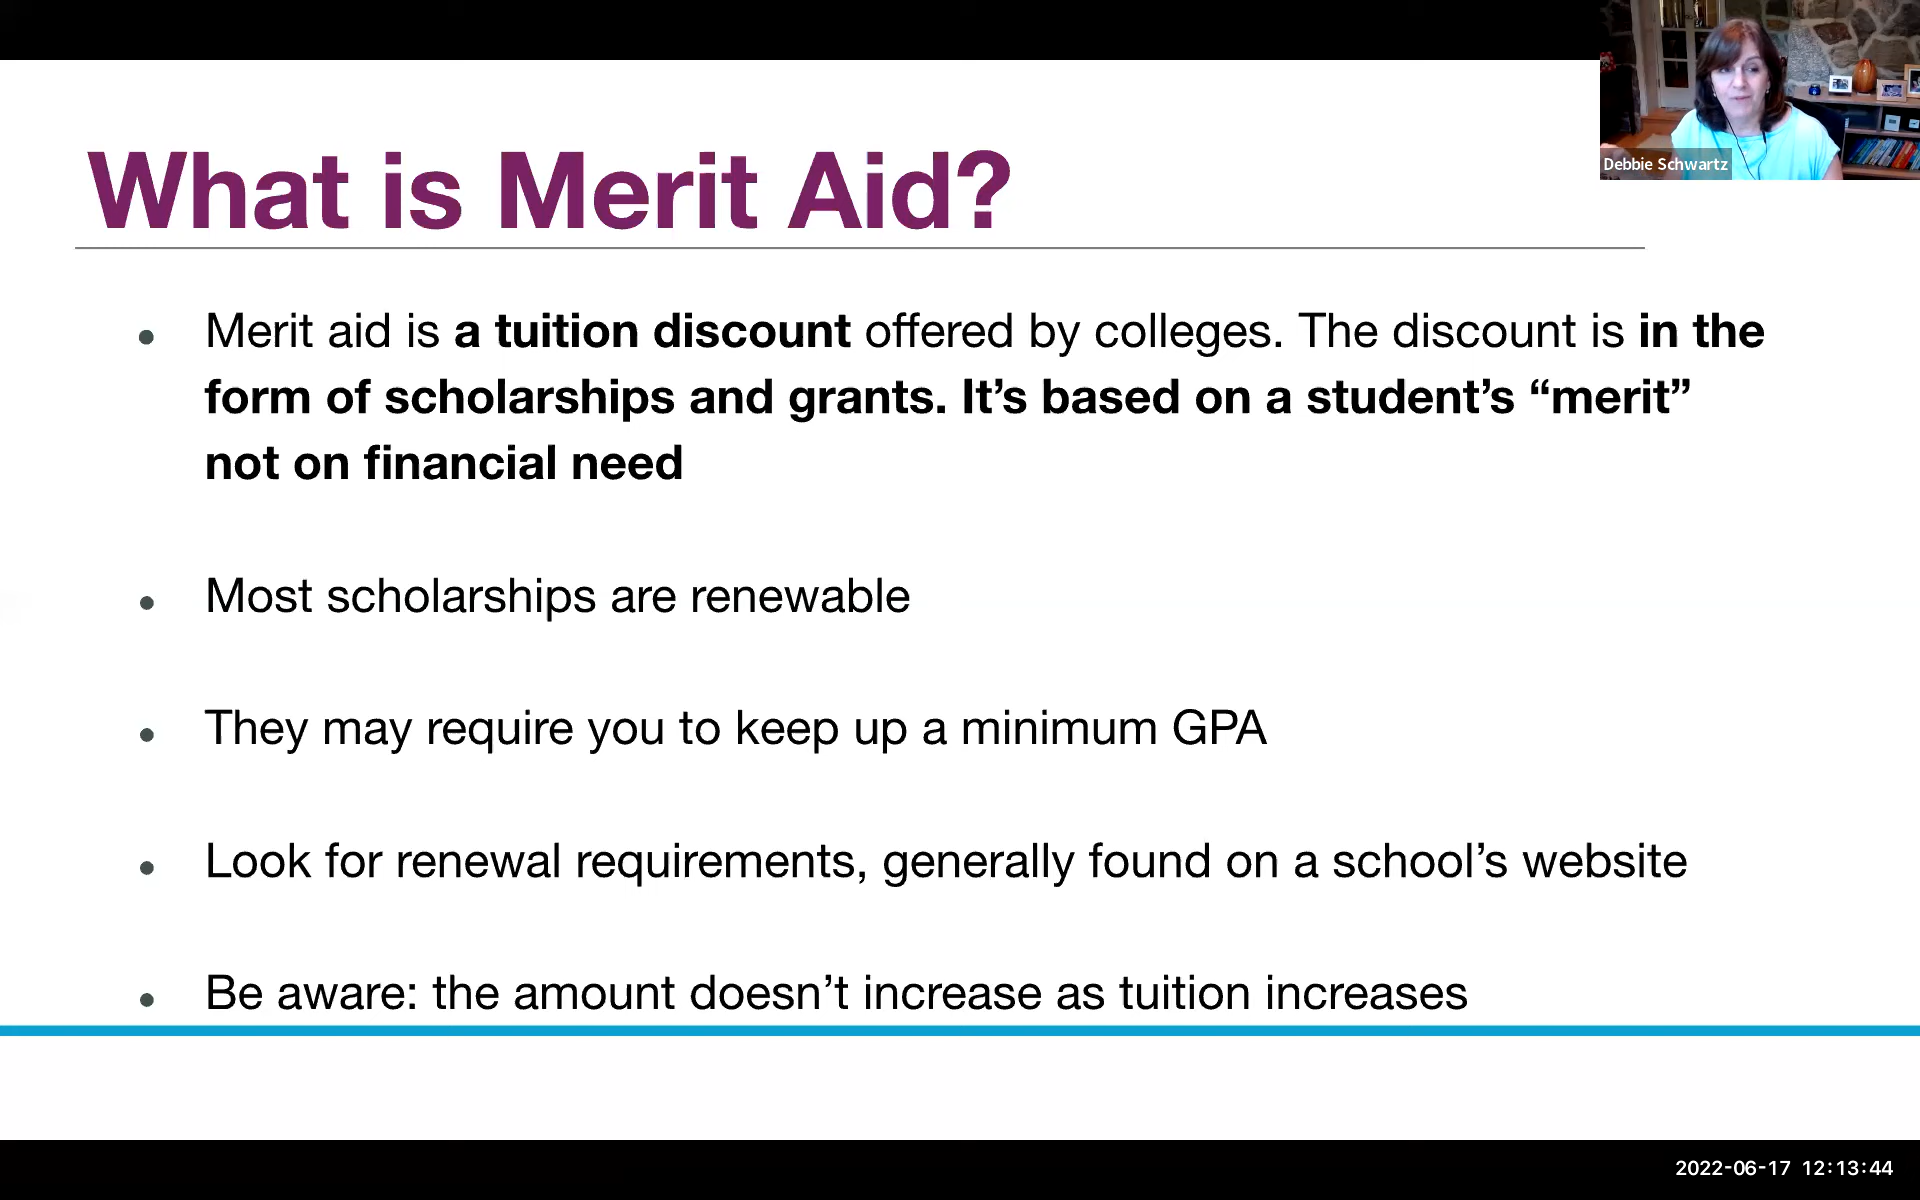 Debbie Schwartz
What is Merit Aid?
• Merit aid is a tuition discount offered by colleges. The discount is in the
form of scholarships and grants. It’s based on a student’s “merit”
not on financial need
• Most scholarships are renewable
• They may require you to keep up a minimum GPA
• Look for renewal requirements, generally found on a school’s website
• Be aware: the amount doesn’t increase as tuition increases
2022-06-17 12:13:44